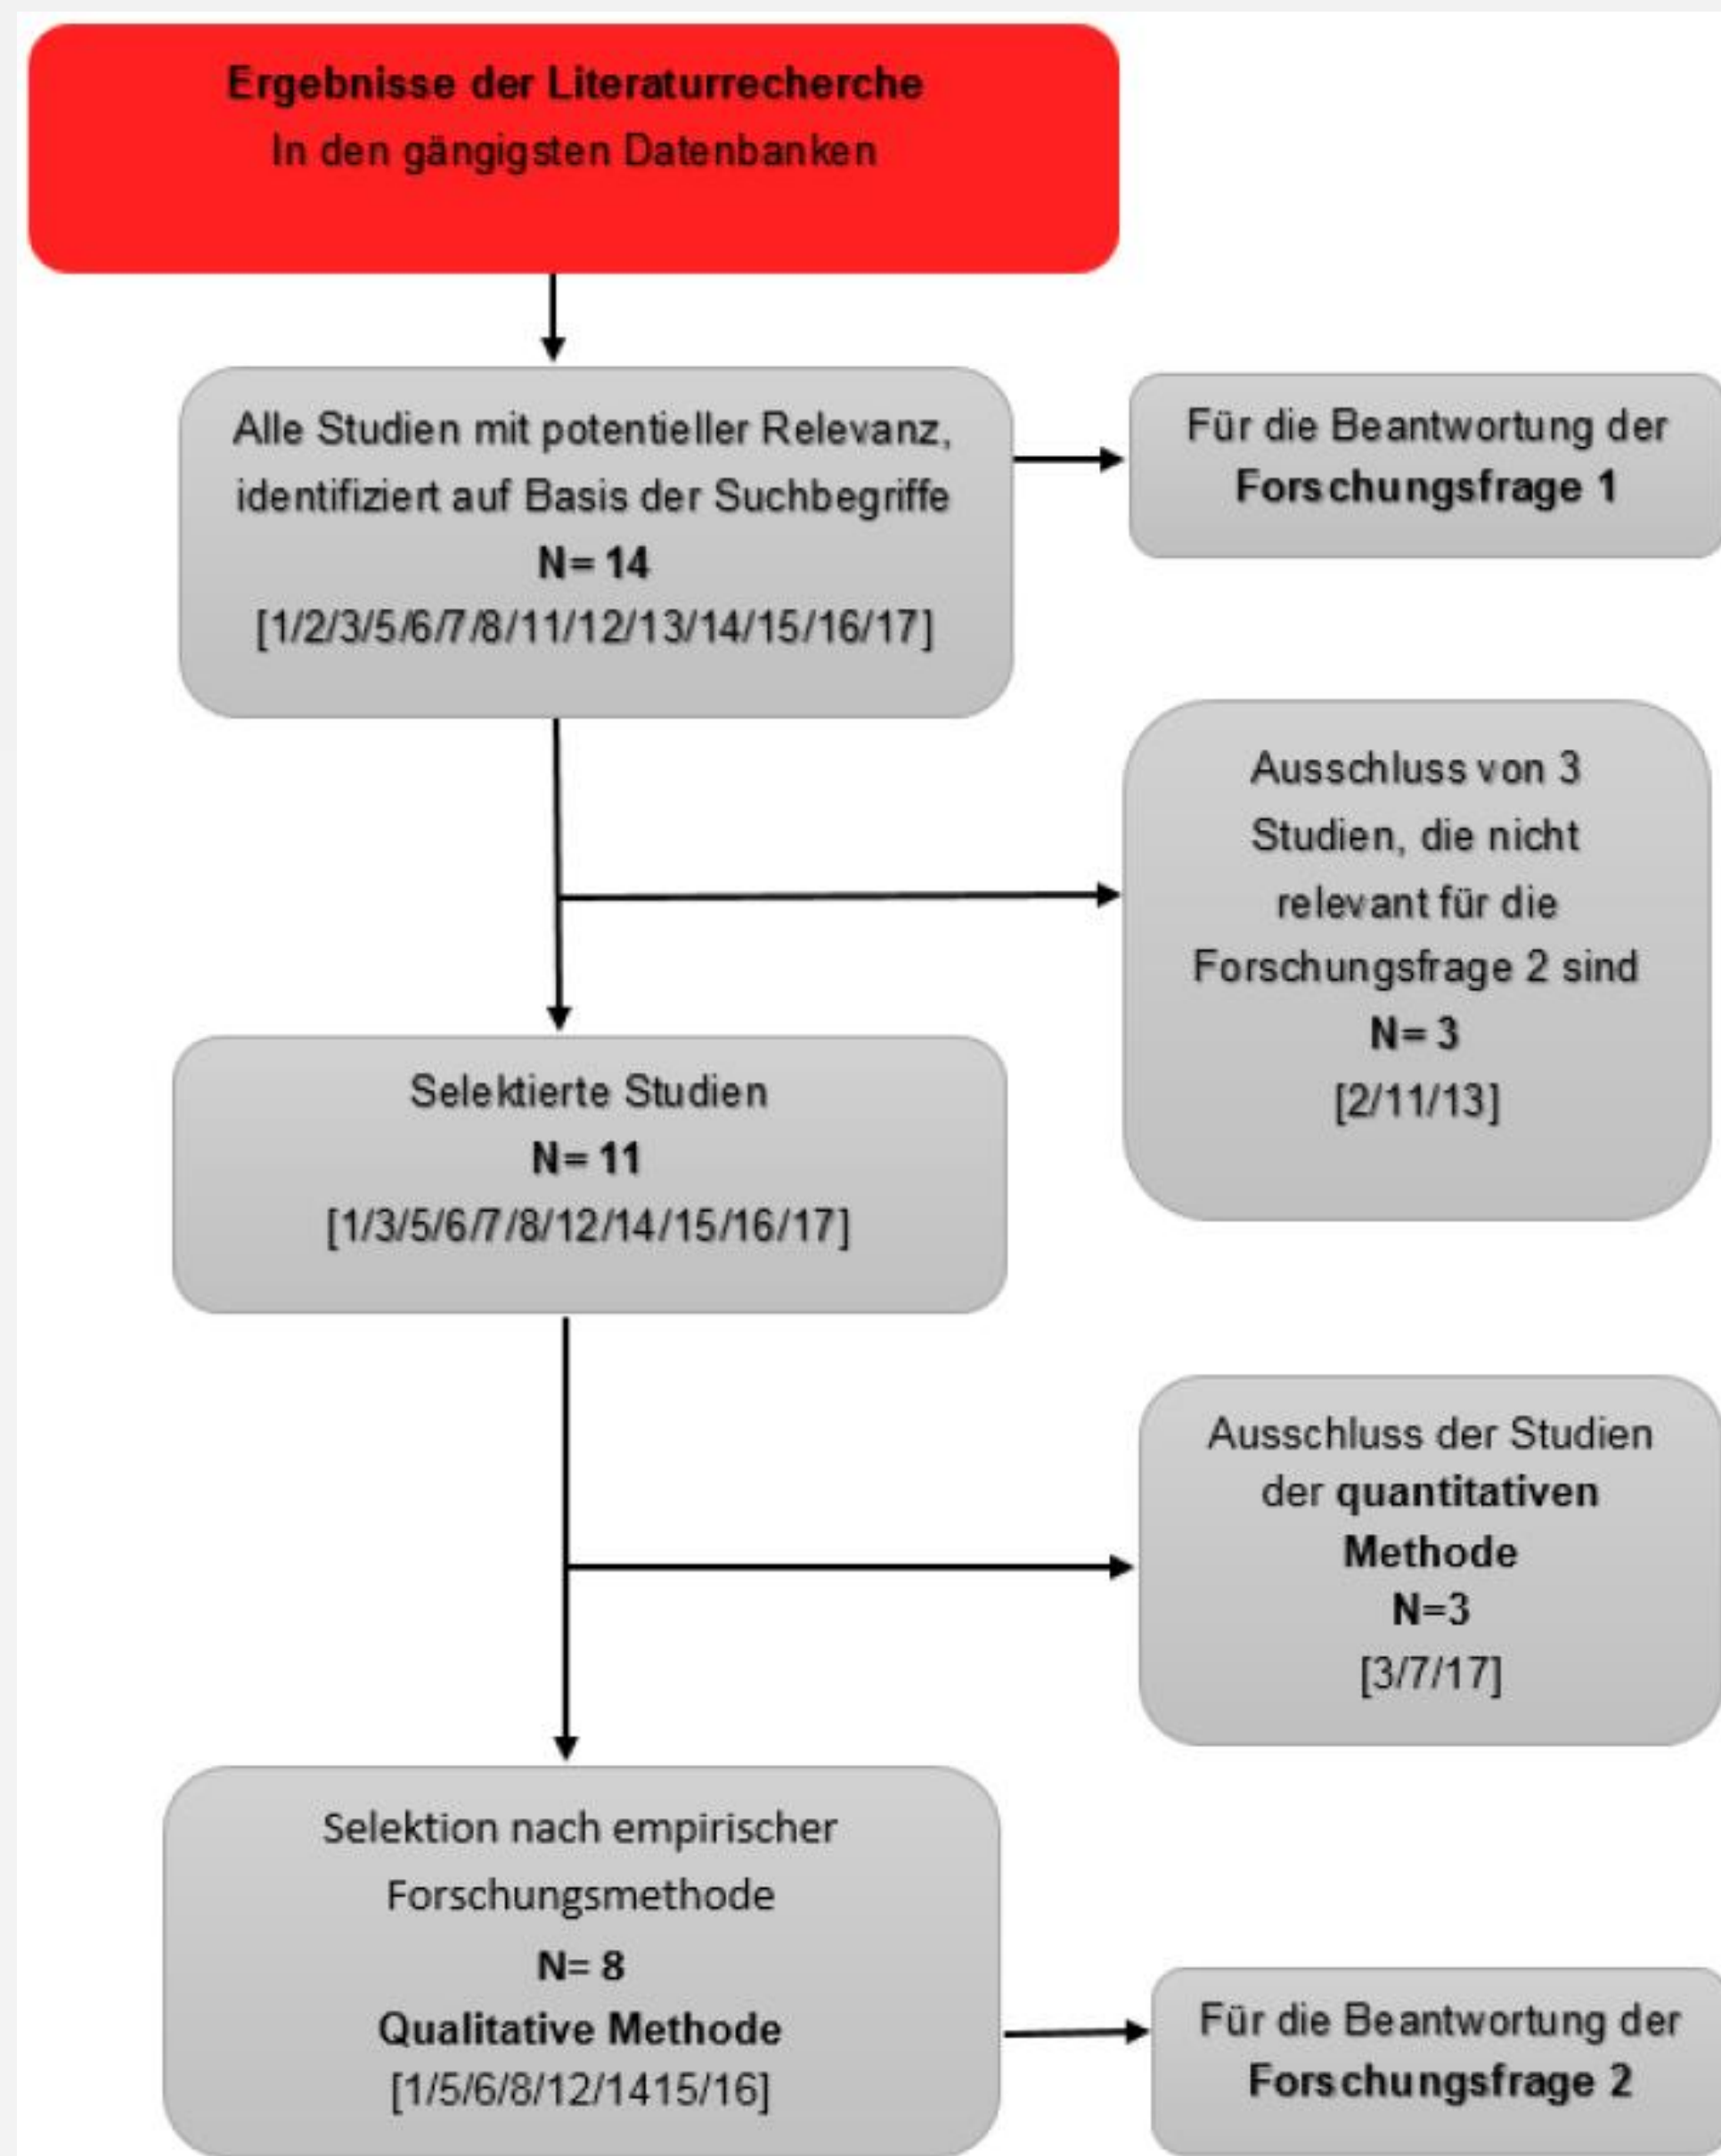 Ergebnisse der Literaturrecherche
In den gängigsten Datenbanken
Alle Studien mit potentieller Relevanz,
identifiziert auf Basis der Suchbegriffe
N= 14
[1/2/3/5/6/7/8/11/12/13/14/15/16/17]
Für die Beantwortung der
Forschungsfrage 1
Ausschluss von 3
Studien, die nicht
relevant für die
Forschungsfrage 2 sind
N= 3
[2/11/13]
Selektierte Studien
N= 11
[1/3/5/6/7/8/12/14/15/16/17]
Ausschluss der Studien
der quantitativen
Methode
N=3
[3/7/17]
Selektion nach empirischer
Forschungsmethode
N= 8
Qualitative Methode
[1/5/6/8/12/1415/16]
Für die Beantwortung der
Forschungsfrage 2